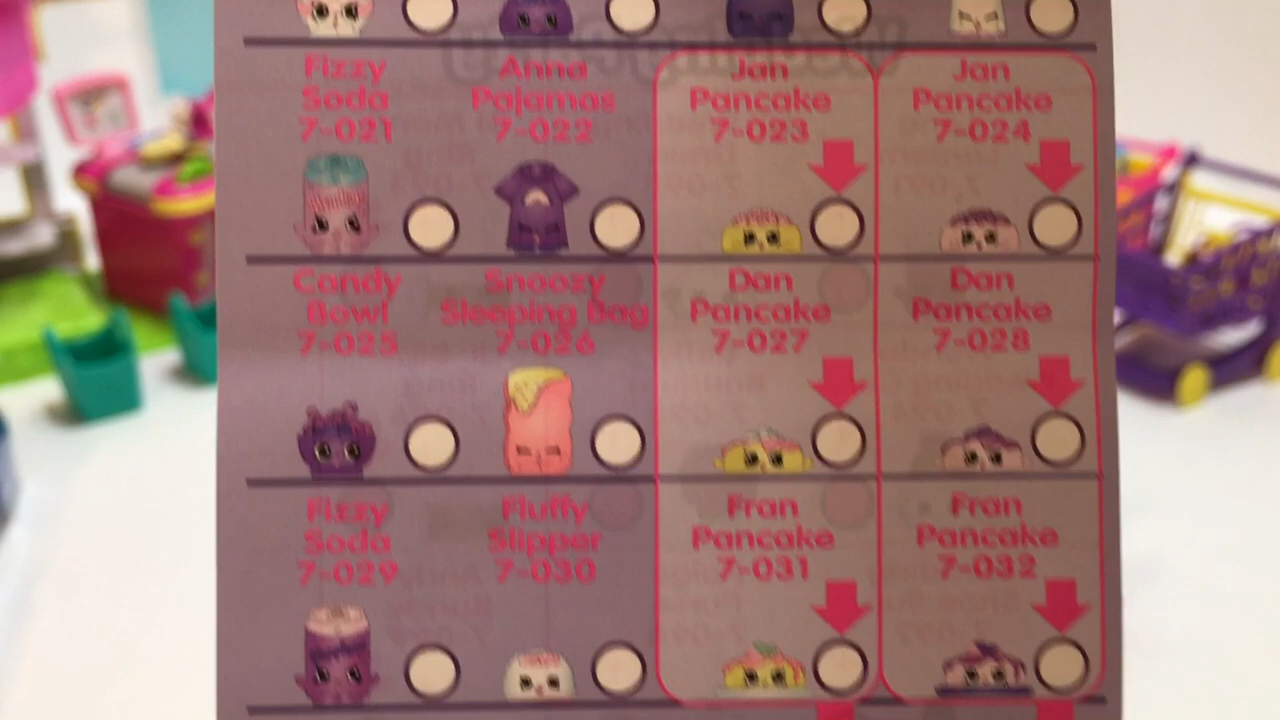 Fizzy
Soda
7-021
Anna
Pajamas
7-022
Jan
Pancake
7-023
Jan
Pancake
7-024
Candy
Bowl
7-025
Snoozy
Sleeping Bag
7-026
Dan
Pancake
7-027
Dan
Pancake
7-028
Fizzy
Soda
7-029
Fluffy
Slipper
7-030
Fran
Pancake
7-031
Fran
Pancake
7-032